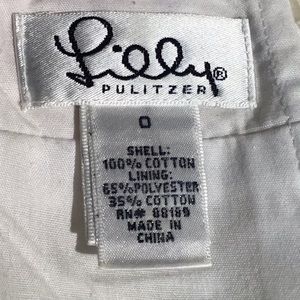 Lilly®
PULITZER
0
SHELL:
100% COTTON
LINING:
65%POLYESTER
35% COTTON
RN# 88189
MADE IN
CHINA